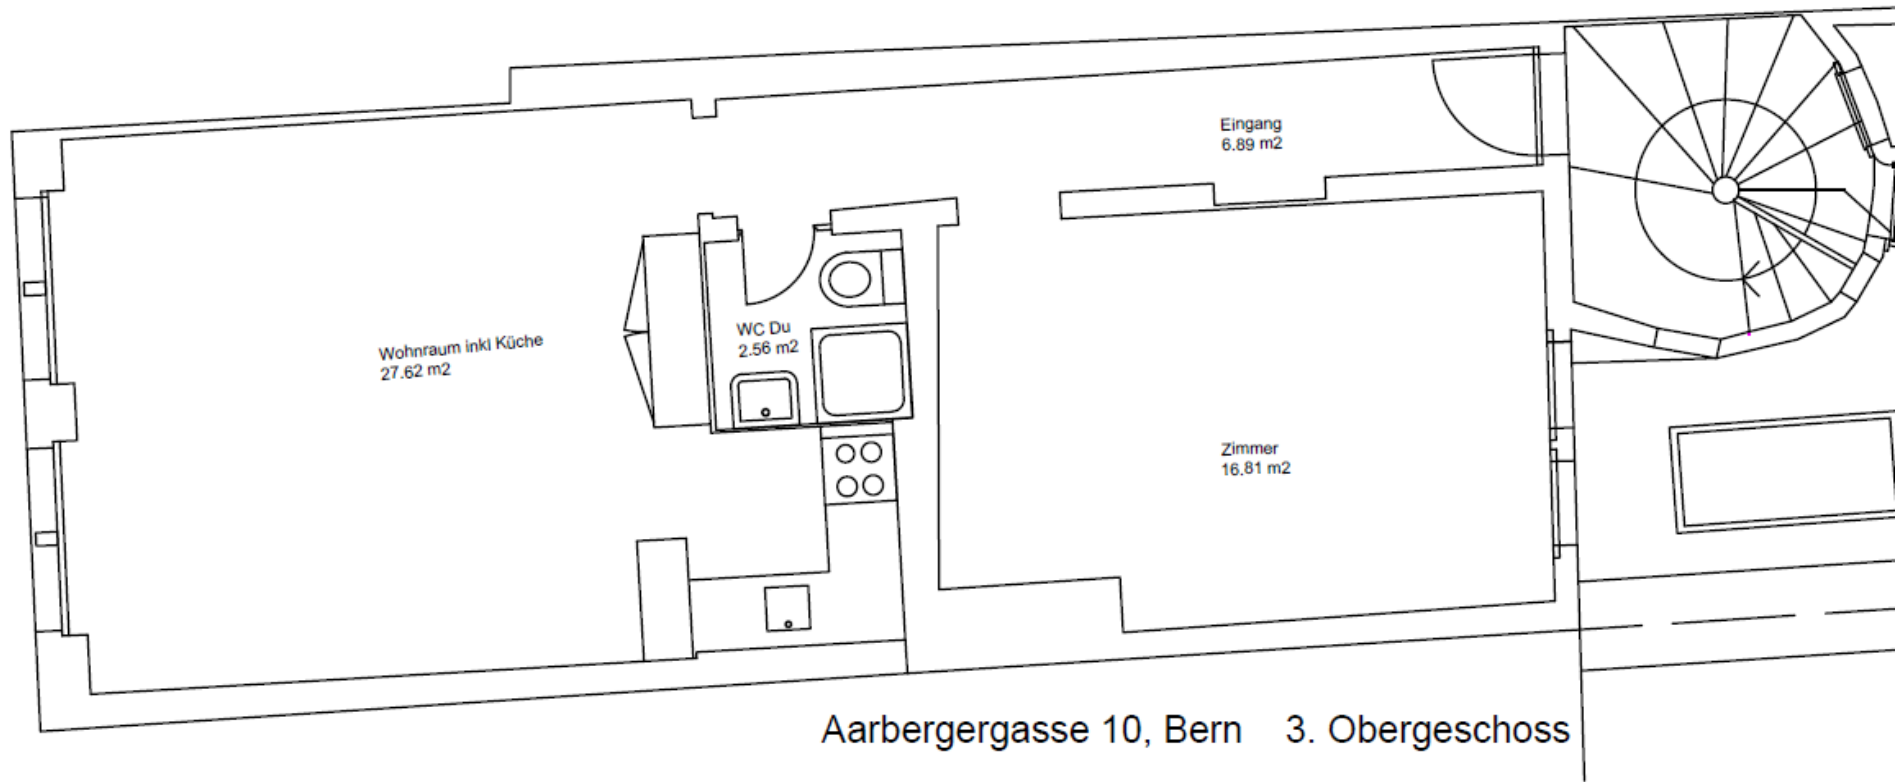 Eingang
6.89 m2
WC Du
2.56 m2
Wohnraum inkl Küche
27.62 m2
Zimmer
16.81 m2
Aarbergergasse 10, Bern 3. Obergeschoss